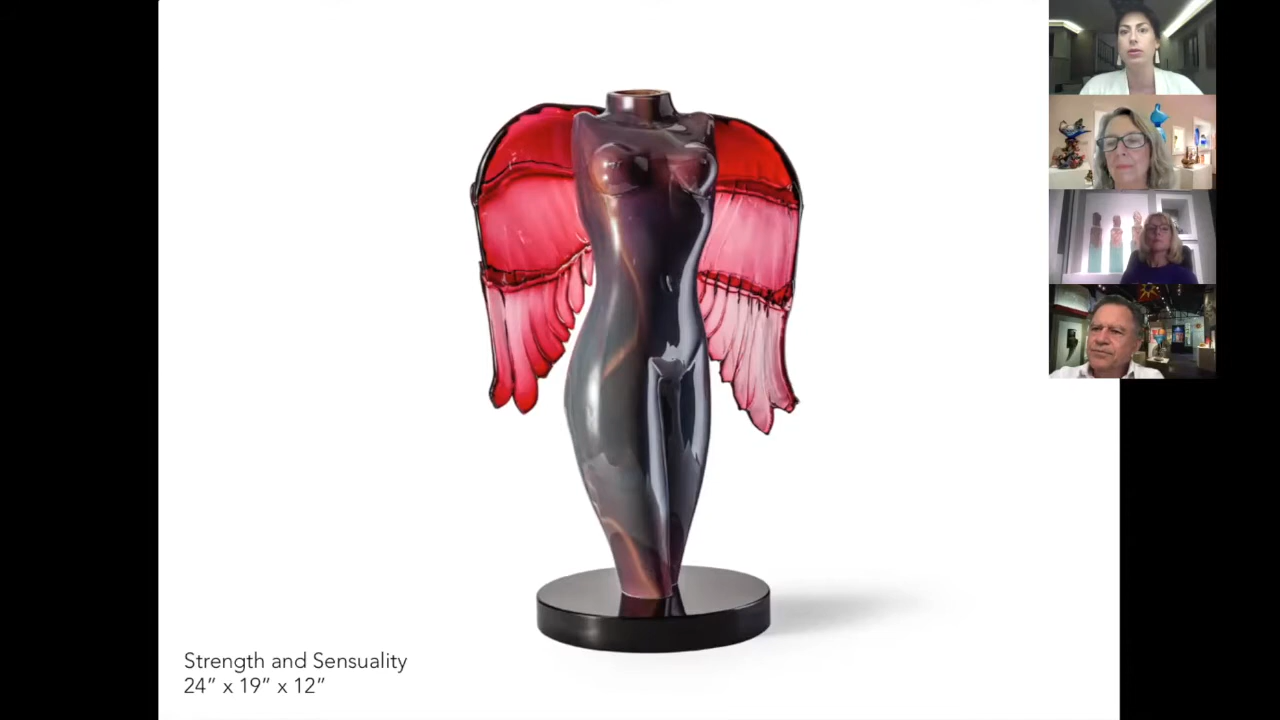 Strength and Sensuality
24” x 19” x 12”